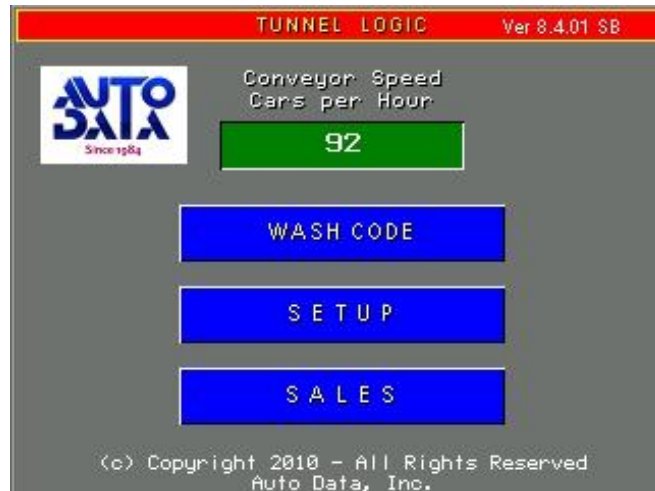 TUNNEL LOGIC Ver 8.4.01 SB
AUTO
DATA
Since 1984
Conveyor Speed
Cars per Hour
92
WASH CODE
SETUP
SALES
(c) Copyright 2010 - All Rights Reserved
Auto Data, Inc.